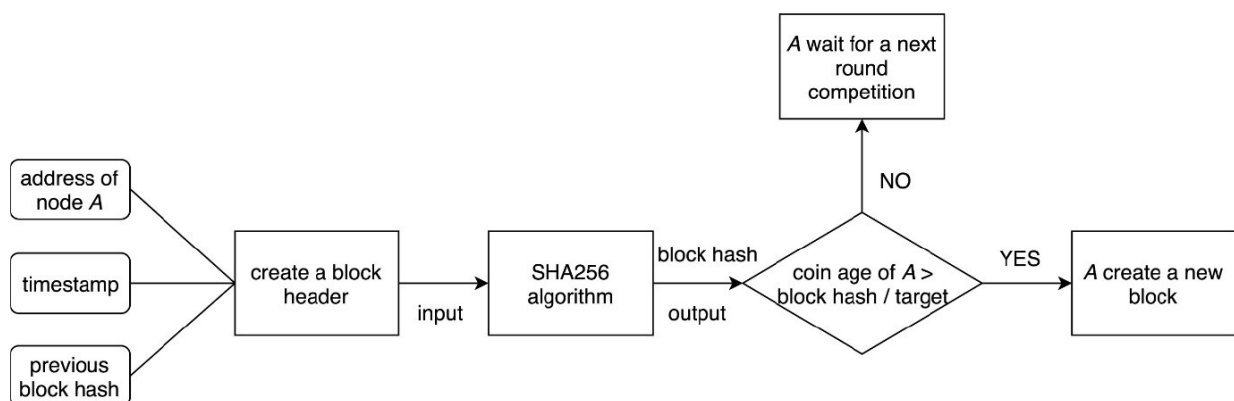 A wait for a next
round
competition
address of
node A
NO
timestamp
create a block
header
input
SHA256
algorithm
block hash
output
coin age of A >
block hash / target
YES
A create a new
block
previous
block hash